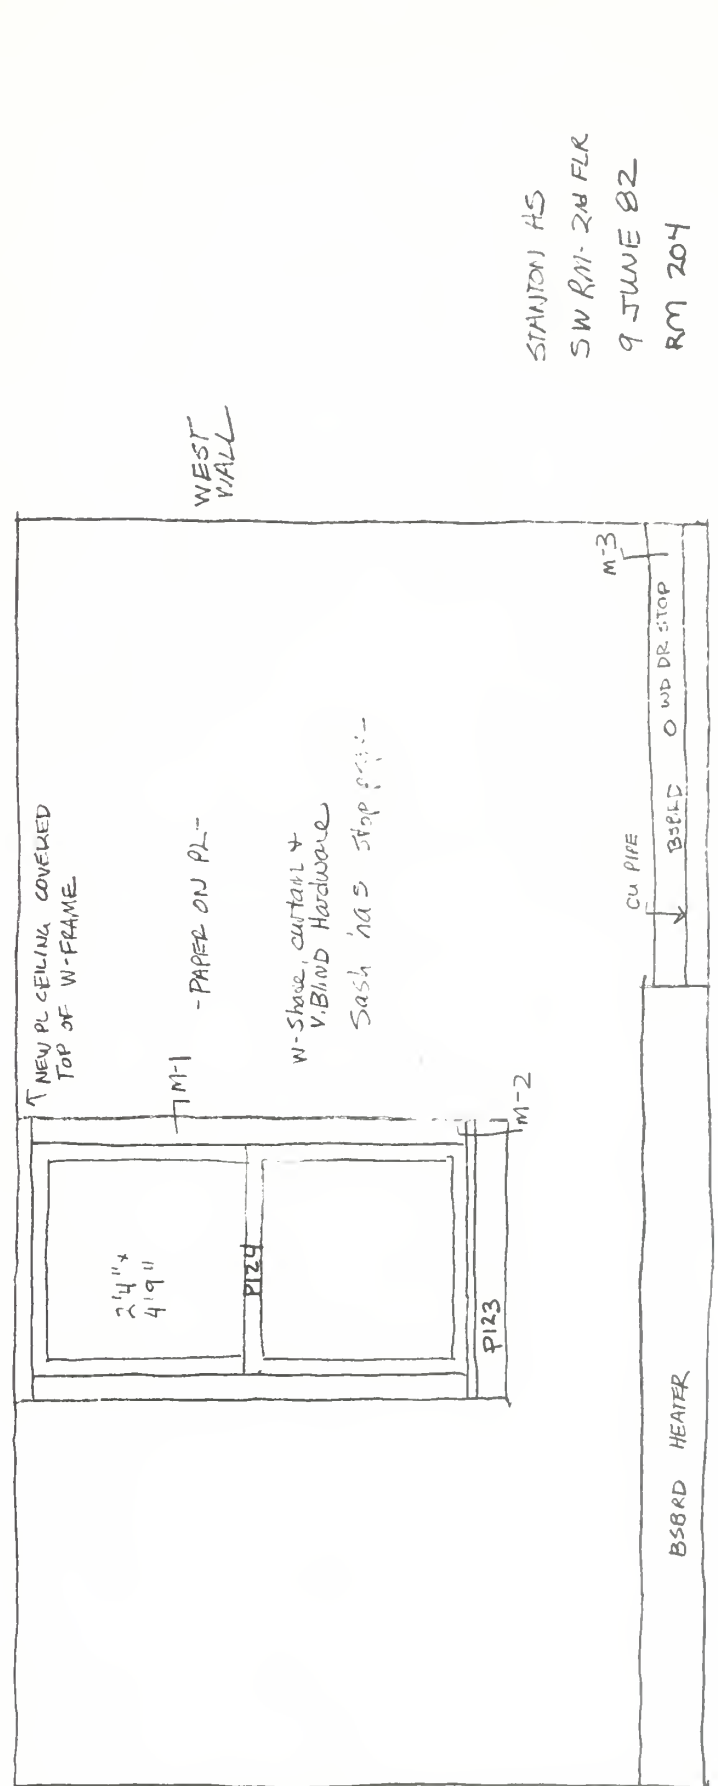 ↑ NEW PL CEILING COVERED
TOP OF W-FRAME
WEST
WALL
M-1
-PAPER ON PL-
2'4" x
4'9"
P124
W-Shade, curtain +
V.BLIND Hardware
Sash has stop
P123
M-2
STANTON HS
SW RM- 2nd FLR
9 JUNE 82
RM 204
M-3
CU PIPE
BSBRD
O WD DR STOP
BSBRD HEATER